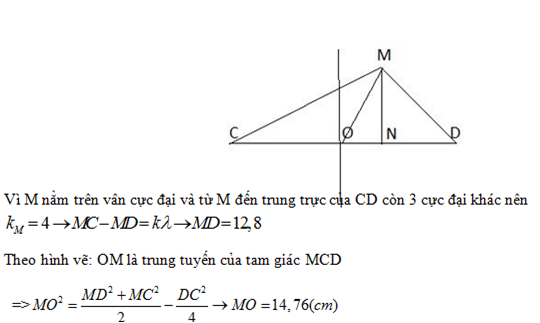 M
C O N D
Vì M nằm trên vân cực đại và từ M đến trung trực của CD còn 3 cực đại khác nên
k_M = 4 → MC − MD = kλ → MD = 12,8
Theo hình vẽ: OM là trung tuyến của tam giác MCD
=> MO² = (MD² + MC²)/2 − DC²/4 → MO = 14,76(cm)